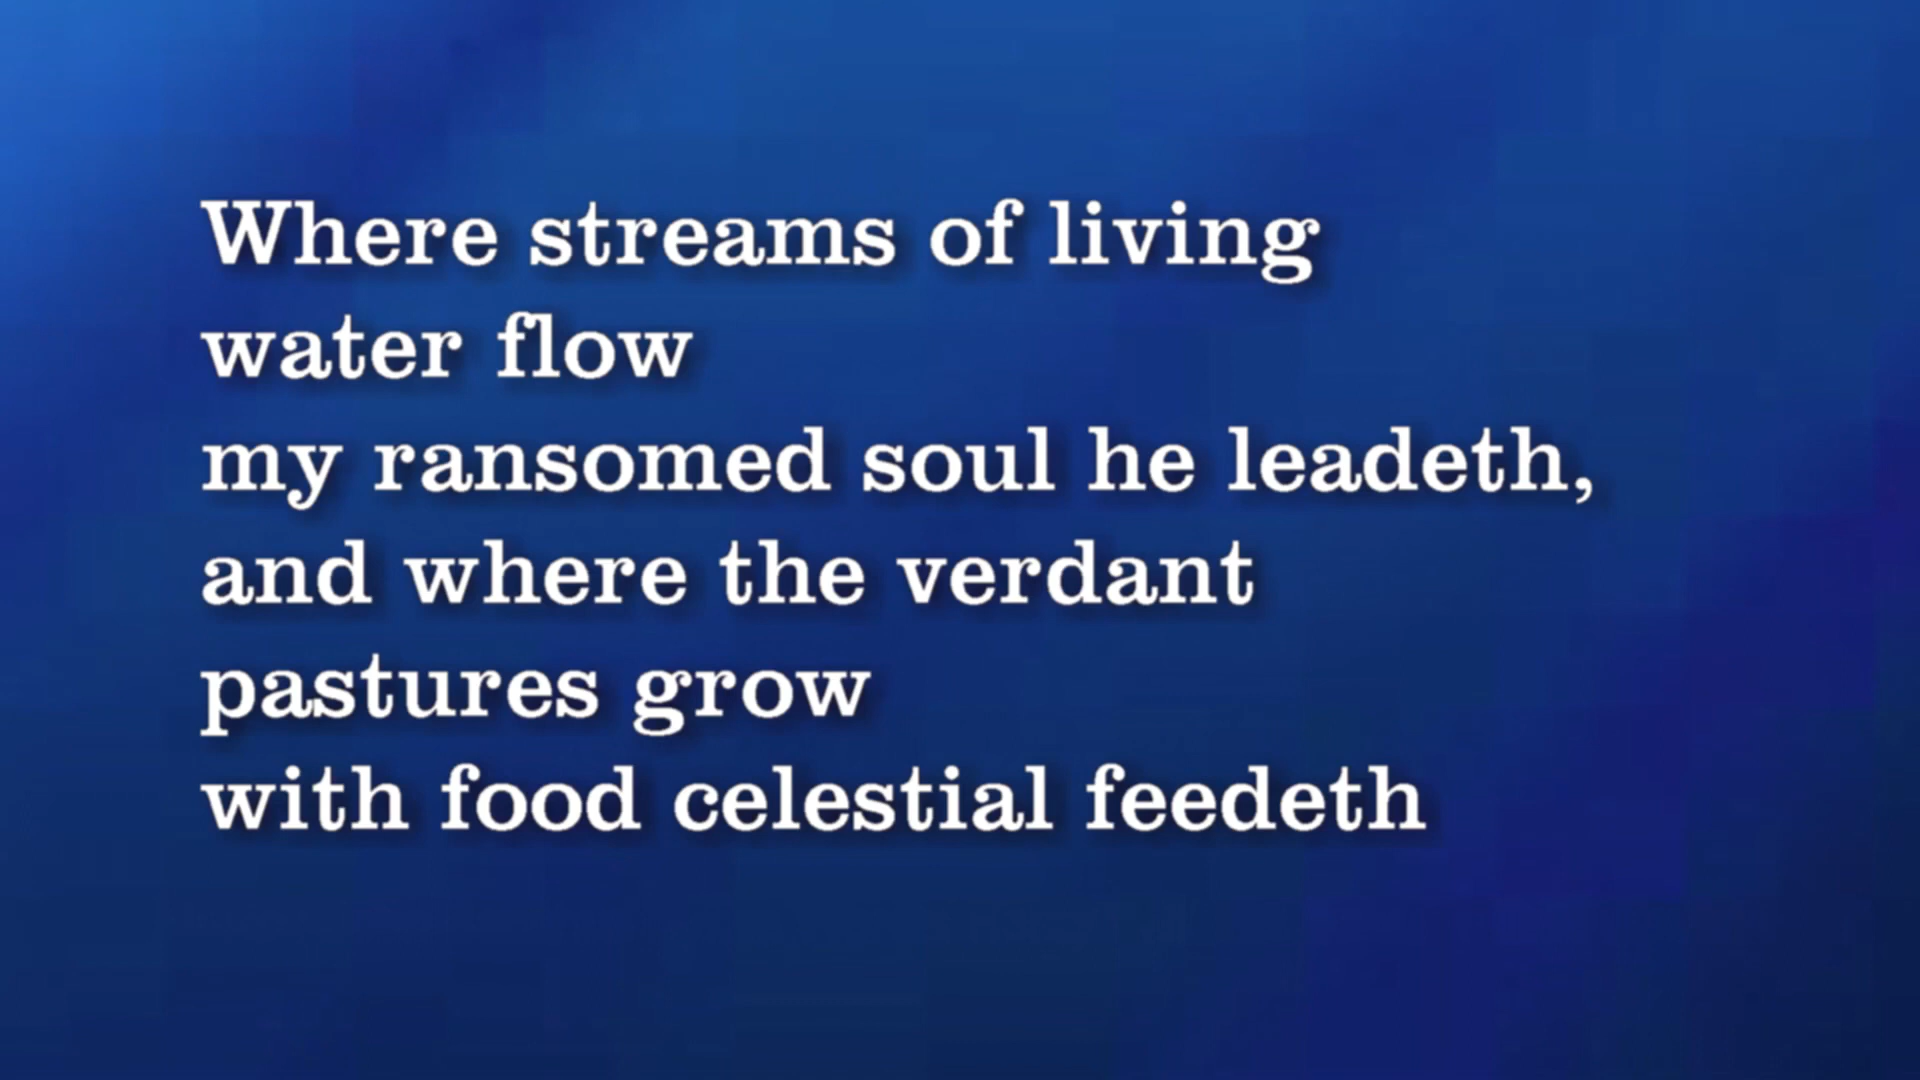 Where streams of living
water flow
my ransomed soul he leadeth,
and where the verdant
pastures grow
with food celestial feedeth